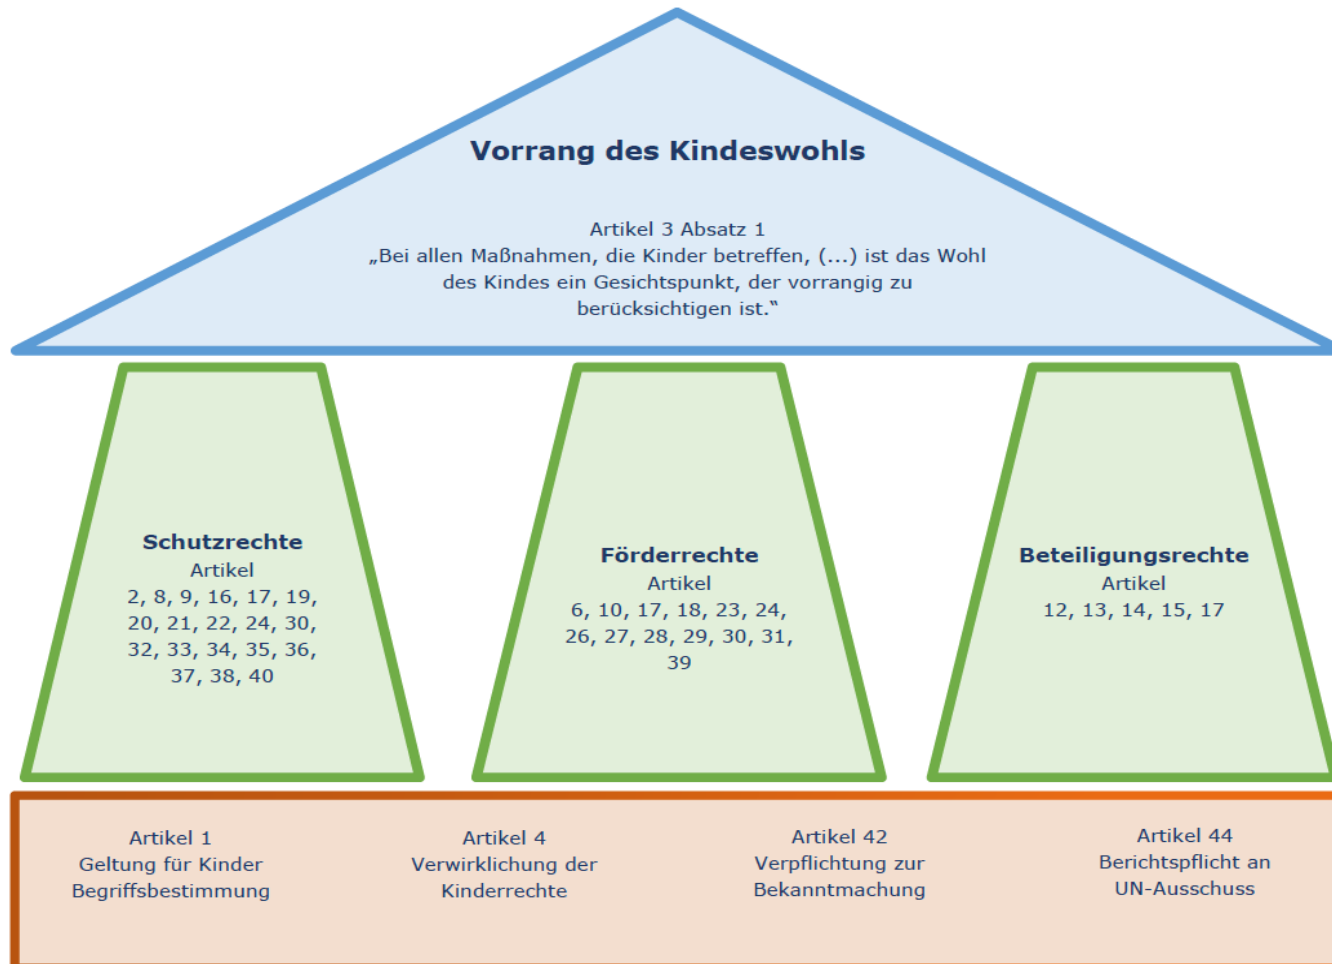 Vorrang des Kindeswohls
Artikel 3 Absatz 1
„Bei allen Maßnahmen, die Kinder betreffen, (...) ist das Wohl
des Kindes ein Gesichtspunkt, der vorrangig zu
berücksichtigen ist.“
Schutzrechte
Artikel
2, 8, 9, 16, 17, 19,
20, 21, 22, 24, 30,
32, 33, 34, 35, 36,
37, 38, 40
Förderrechte
Artikel
6, 10, 17, 18, 23, 24,
26, 27, 28, 29, 30, 31,
39
Beteiligungsrechte
Artikel
12, 13, 14, 15, 17
Artikel 1
Geltung für Kinder
Begriffsbestimmung
Artikel 4
Verwirklichung der
Kinderrechte
Artikel 42
Verpflichtung zur
Bekanntmachung
Artikel 44
Berichtspflicht an
UN-Ausschuss